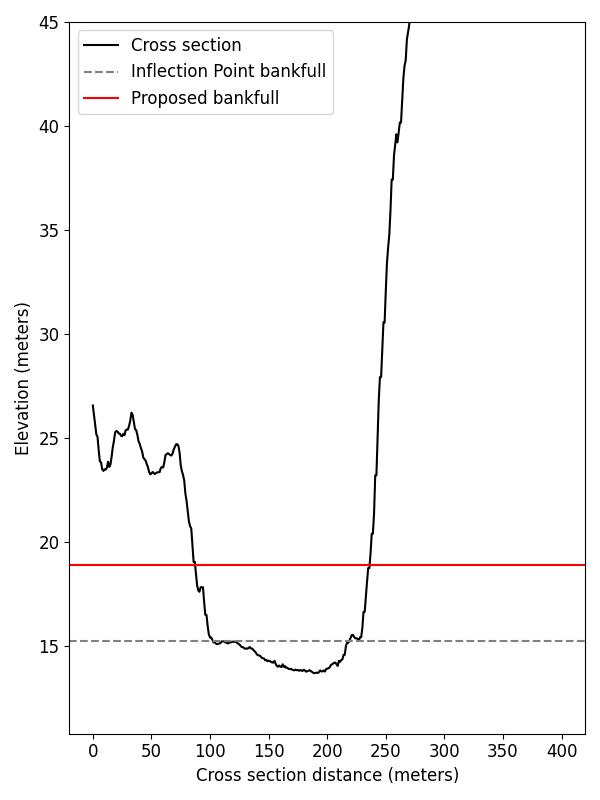 Cross section
Inflection Point bankfull
Proposed bankfull
45
40
35
30
25
20
15
Elevation (meters)
0 50 100 150 200 250 300 350 400
Cross section distance (meters)